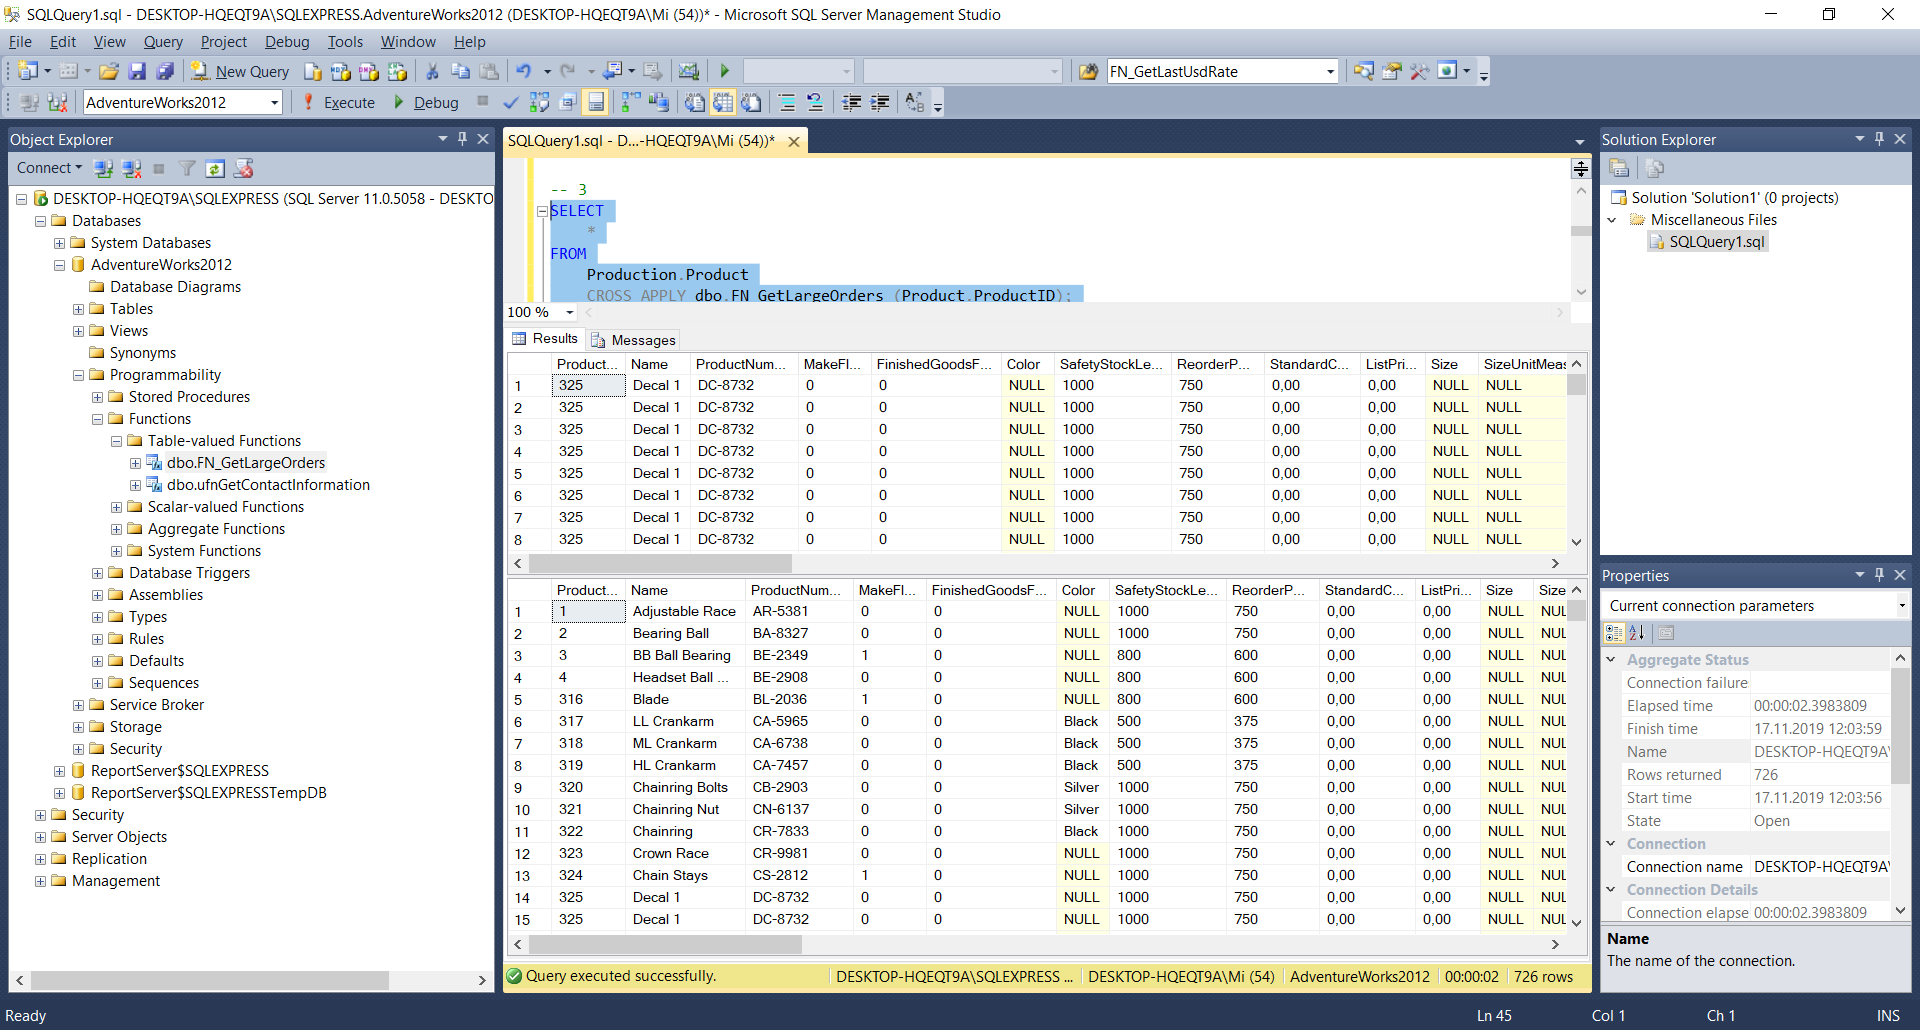 SQLQuery1.sql - DESKTOP-HQEQT9A\SQLEXPRESS.AdventureWorks2012 (DESKTOP-HQEQT9A\Mi (54))* - Microsoft SQL Server Management Studio
File Edit View Query Project Debug Tools Window Help
New Query FN_GetLastUsdRate
AdventureWorks2012 Execute Debug
Object Explorer
Connect
DESKTOP-HQEQT9A\SQLEXPRESS (SQL Server 11.0.5058 - DESKTO
Databases
System Databases
AdventureWorks2012
Database Diagrams
Tables
Views
Synonyms
Programmability
Stored Procedures
Functions
Table-valued Functions
dbo.FN_GetLargeOrders
dbo.ufnGetContactInformation
Scalar-valued Functions
Aggregate Functions
System Functions
Database Triggers
Assemblies
Types
Rules
Defaults
Sequences
Service Broker
Storage
Security
ReportServer$SQLEXPRESS
ReportServer$SQLEXPRESSTempDB
Security
Server Objects
Replication
Management
SQLQuery1.sql - D...-HQEQT9A\Mi (54))*
-- 3
SELECT
*
FROM
Production.Product
CROSS APPLY dbo.FN_GetLargeOrders (Product.ProductID);
100 %
Results Messages
Product... Name ProductNum... MakeFl... FinishedGoodsF... Color SafetyStockLe... ReorderP... StandardC... ListPri... Size SizeUnitMeas
1 325 Decal 1 DC-8732 0 0 NULL 1000 750 0,00 0,00 NULL NULL
2 325 Decal 1 DC-8732 0 0 NULL 1000 750 0,00 0,00 NULL NULL
3 325 Decal 1 DC-8732 0 0 NULL 1000 750 0,00 0,00 NULL NULL
4 325 Decal 1 DC-8732 0 0 NULL 1000 750 0,00 0,00 NULL NULL
5 325 Decal 1 DC-8732 0 0 NULL 1000 750 0,00 0,00 NULL NULL
6 325 Decal 1 DC-8732 0 0 NULL 1000 750 0,00 0,00 NULL NULL
7 325 Decal 1 DC-8732 0 0 NULL 1000 750 0,00 0,00 NULL NULL
8 325 Decal 1 DC-8732 0 0 NULL 1000 750 0,00 0,00 NULL NULL
Product... Name ProductNum... MakeFl... FinishedGoodsF... Color SafetyStockLe... ReorderP... StandardC... ListPri... Size Size
1 1 Adjustable Race AR-5381 0 0 NULL 1000 750 0,00 0,00 NULL NUL
2 2 Bearing Ball BA-8327 0 0 NULL 1000 750 0,00 0,00 NULL NUL
3 3 BB Ball Bearing BE-2349 1 0 NULL 800 600 0,00 0,00 NULL NUL
4 4 Headset Ball ... BE-2908 0 0 NULL 800 600 0,00 0,00 NULL NUL
5 316 Blade BL-2036 1 0 NULL 800 600 0,00 0,00 NULL NUL
6 317 LL Crankarm CA-5965 0 0 Black 500 375 0,00 0,00 NULL NUL
7 318 ML Crankarm CA-6738 0 0 Black 500 375 0,00 0,00 NULL NUL
8 319 HL Crankarm CA-7457 0 0 Black 500 375 0,00 0,00 NULL NUL
9 320 Chainring Bolts CB-2903 0 0 Silver 1000 750 0,00 0,00 NULL NUL
10 321 Chainring Nut CN-6137 0 0 Silver 1000 750 0,00 0,00 NULL NUL
11 322 Chainring CR-7833 0 0 Black 1000 750 0,00 0,00 NULL NUL
12 323 Crown Race CR-9981 0 0 NULL 1000 750 0,00 0,00 NULL NUL
13 324 Chain Stays CS-2812 1 0 NULL 1000 750 0,00 0,00 NULL NUL
14 325 Decal 1 DC-8732 0 0 NULL 1000 750 0,00 0,00 NULL NUL
15 325 Decal 1 DC-8732 0 0 NULL 1000 750 0,00 0,00 NULL NUL
Query executed successfully. DESKTOP-HQEQT9A\SQLEXPRESS ... DESKTOP-HQEQT9A\Mi (54) AdventureWorks2012 00:00:02 726 rows
Solution Explorer
Solution 'Solution1' (0 projects)
Miscellaneous Files
SQLQuery1.sql
Properties
Current connection parameters
Aggregate Status
Connection failure
Elapsed time 00:00:02.3983809
Finish time 17.11.2019 12:03:59
Name DESKTOP-HQEQT9A\
Rows returned 726
Start time 17.11.2019 12:03:56
State Open
Connection
Connection name DESKTOP-HQEQT9A\
Connection Details
Connection elapse 00:00:02.3983809
Name
The name of the connection.
Ready Ln 45 Col 1 Ch 1 INS